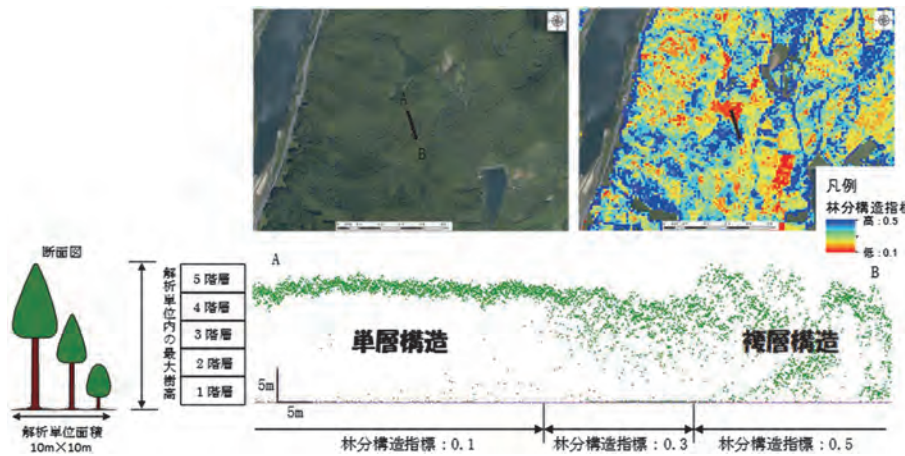 A
B
凡例
林分構造指標
高：0.5
低：0.1
断面図
解析単位面積
10m×10m
解析単位内の最大樹高
5階層
4階層
3階層
2階層
1階層
A
B
単層構造
複層構造
5m
5m
林分構造指標：0.1
林分構造指標：0.3
林分構造指標：0.5